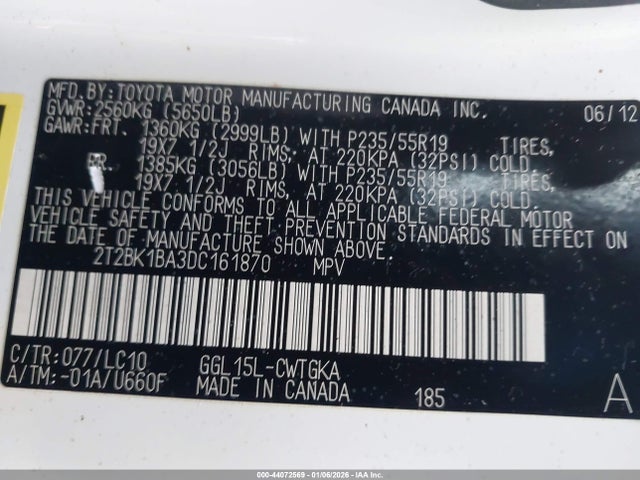 MFD. BY: TOYOTA MOTOR MANUFACTURING CANADA INC. 06/12
GVWR: 2560KG (5650LB)
GAWR: FRT. 1360KG (2999LB) WITH P235/55R19 TIRES,
19X7 1/2J RIMS, AT 220KPA (32PSI) COLD.
RR. 1385KG (3056LB) WITH P235/55R19 TIRES,
19X7 1/2J RIMS, AT 220KPA (32PSI) COLD.
THIS VEHICLE CONFORMS TO ALL APPLICABLE FEDERAL MOTOR
VEHICLE SAFETY AND THEFT PREVENTION STANDARDS IN EFFECT ON
THE DATE OF MANUFACTURE SHOWN ABOVE.
2T2BK1BA3DC161870 MPV
C/TR: 077/LC10 GGL15L-CWTGKA
A/TM: -01A/U660F MADE IN CANADA 185 A
000-44072569 - 01/06/2026 - IAAI Inc.